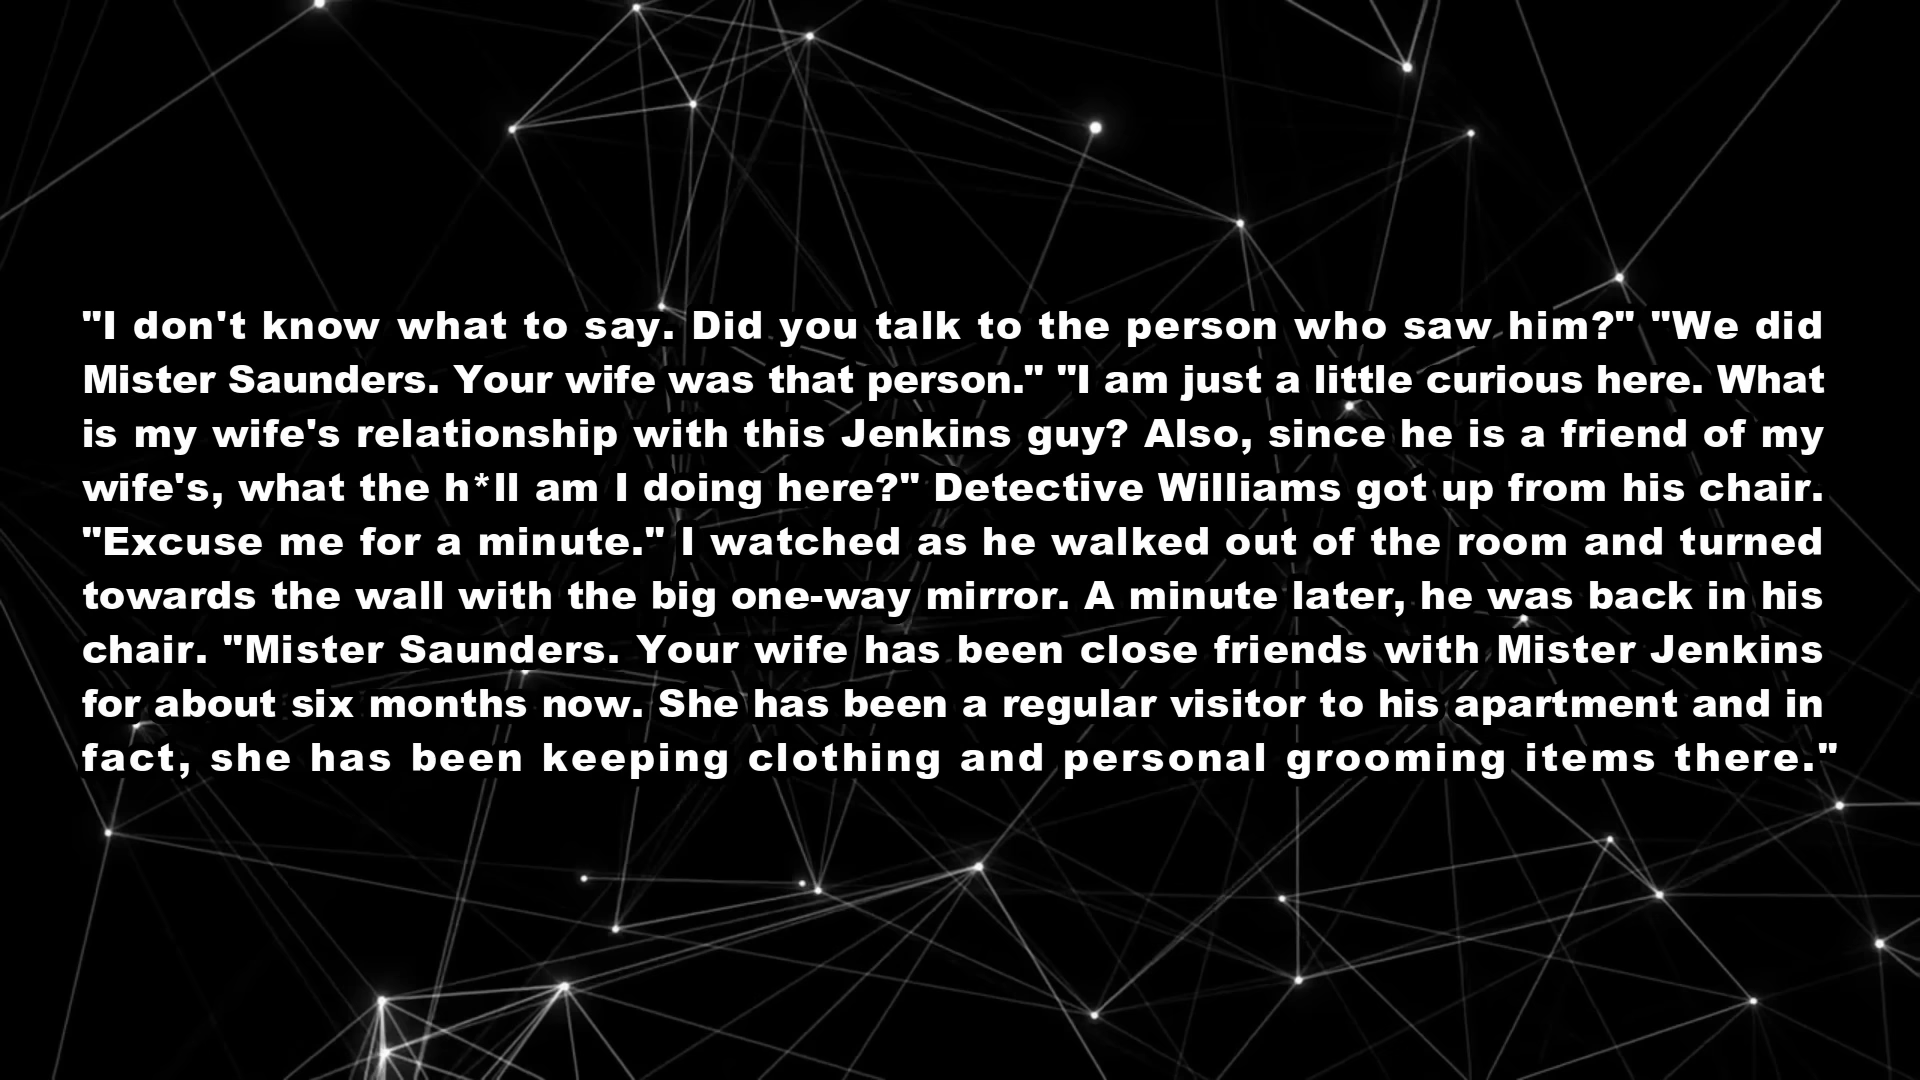 "I don't know what to say. Did you talk to the person who saw him?" "We did
Mister Saunders. Your wife was that person." "I am just a little curious here. What
is my wife's relationship with this Jenkins guy? Also, since he is a friend of my
wife's, what the h*ll am I doing here?" Detective Williams got up from his chair.
"Excuse me for a minute." I watched as he walked out of the room and turned
towards the wall with the big one-way mirror. A minute later, he was back in his
chair. "Mister Saunders. Your wife has been close friends with Mister Jenkins
for about six months now. She has been a regular visitor to his apartment and in
fact, she has been keeping clothing and personal grooming items there."